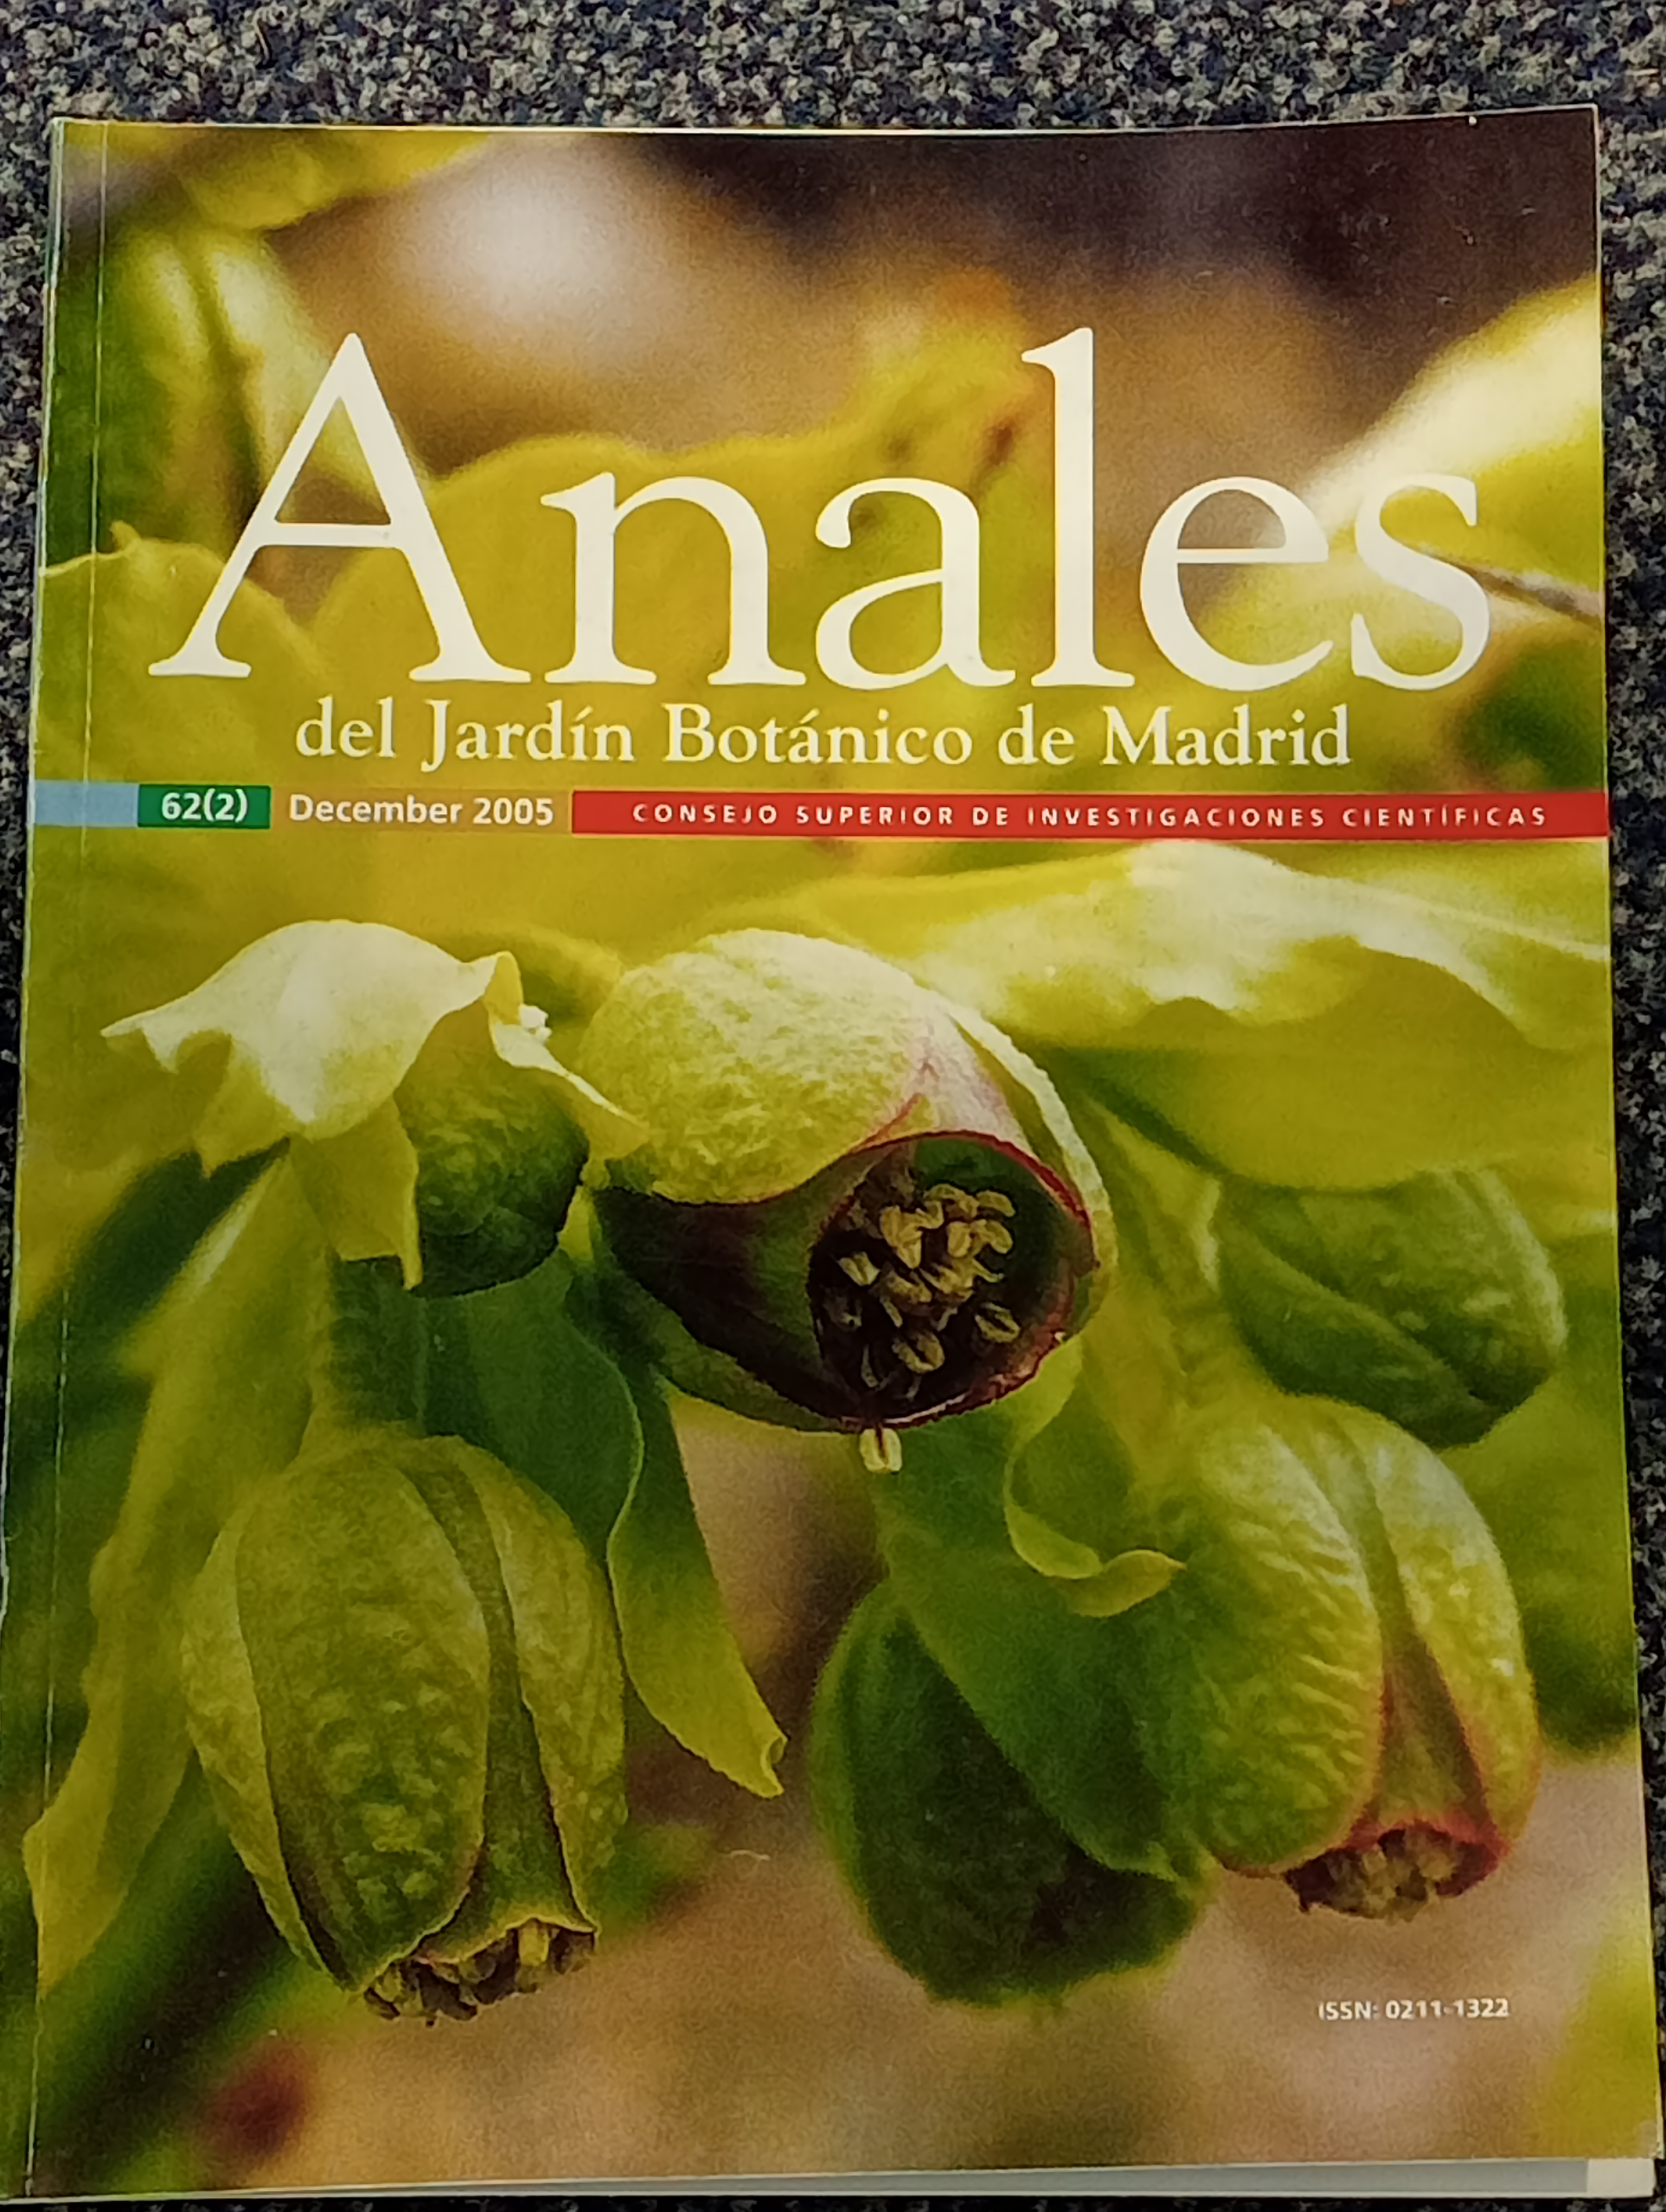 Anales
del Jardín Botánico de Madrid
62(2) December 2005 CONSEJO SUPERIOR DE INVESTIGACIONES CIENTÍFICAS
ISSN: 0211-1322